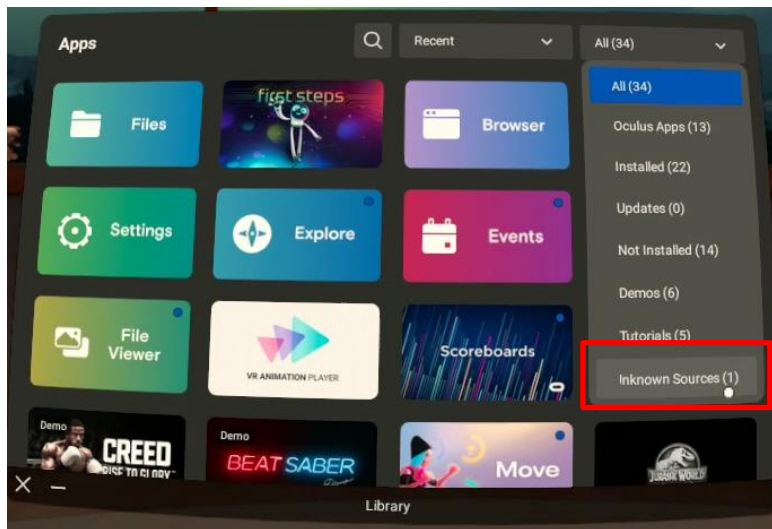 Apps
Recent
All (34)
All (34)
Oculus Apps (13)
Installed (22)
Updates (0)
Not Installed (14)
Demos (6)
Tutorials (5)
Inknown Sources (1)
Files
first steps
Browser
Settings
Explore
Events
File
Viewer
VR ANIMATION PLAYER
Scoreboards
Demo
CREED
RISE TO GLORY
Demo
BEAT SABER
Move
JURASSIC WORLD
Library